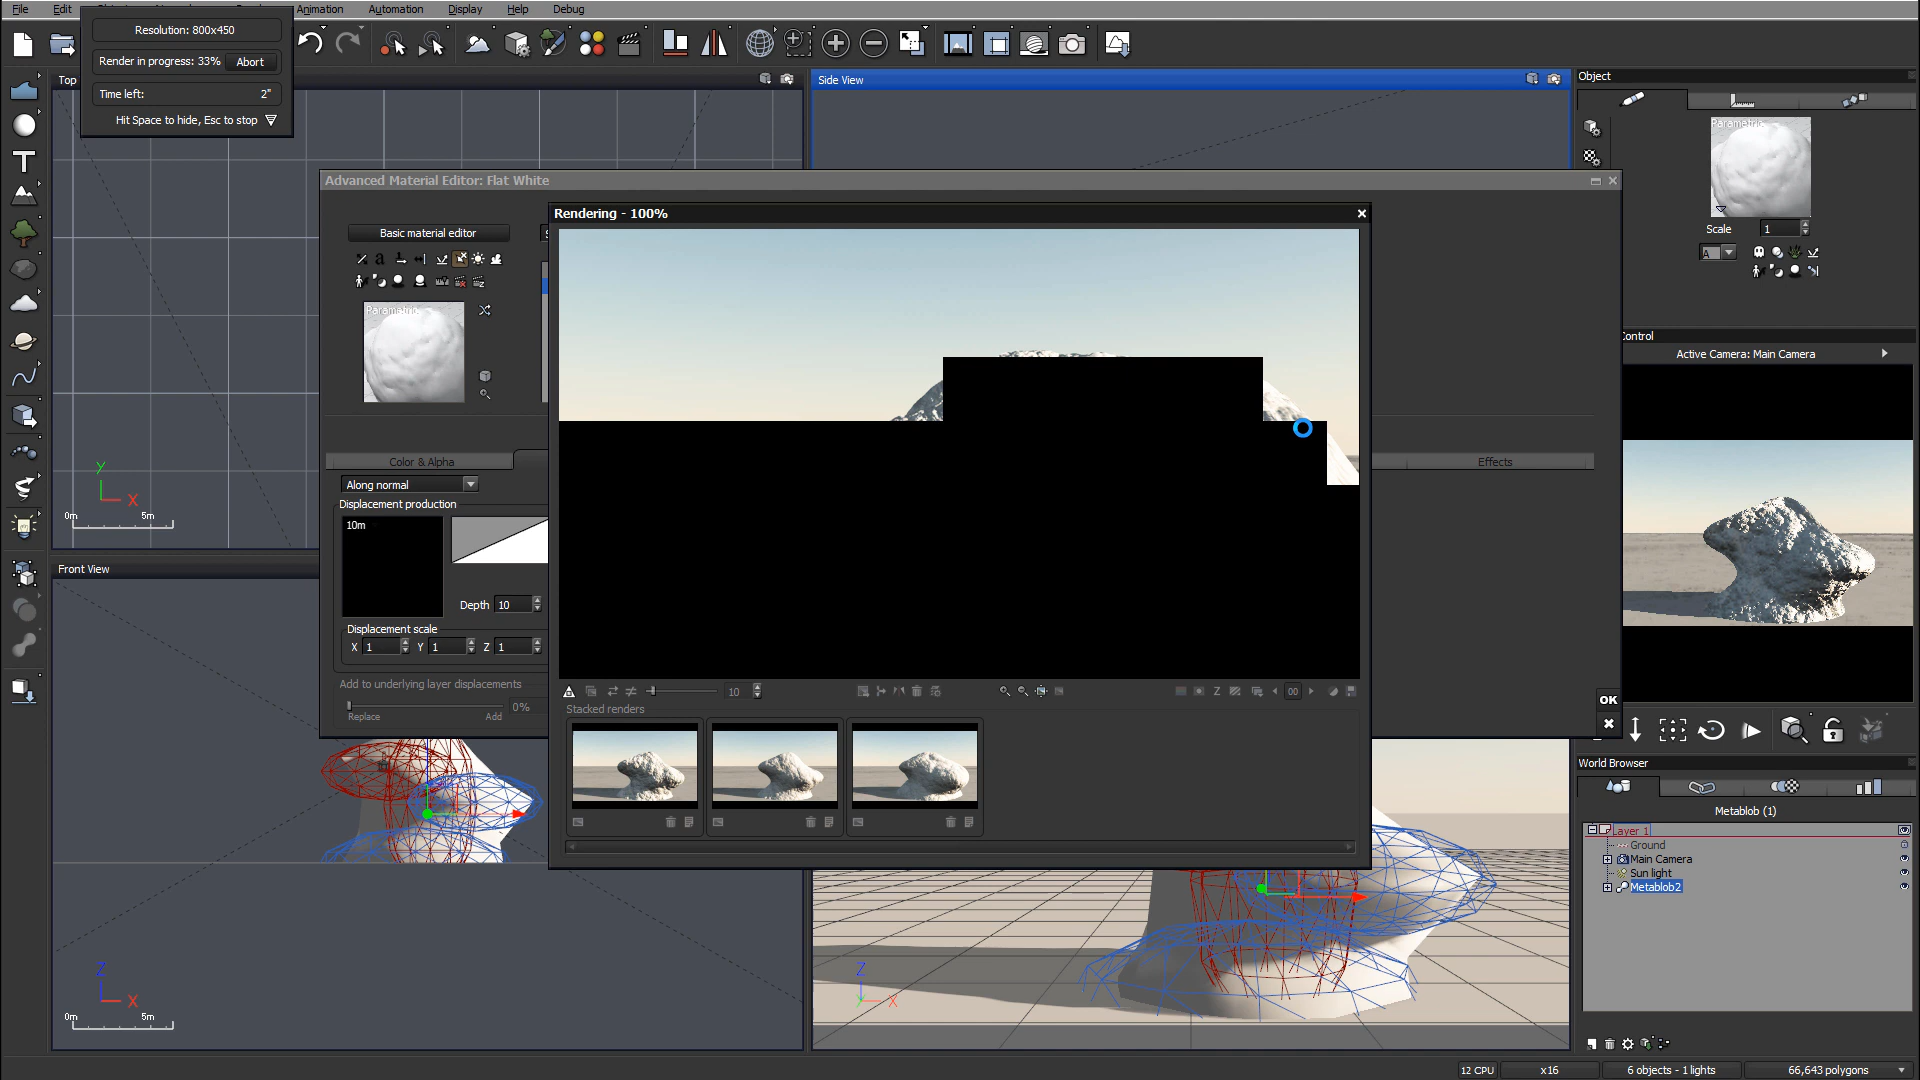 File Edit Animation Automation Display Help Debug
Resolution: 800x450
Render in progress: 33% Abort
Time left: 2"
Hit Space to hide, Esc to stop
Top
Side View
Object
Parametric
Scale 1
A
Advanced Material Editor: Flat White
Rendering - 100%
Basic material editor
Parametric
Control
Active Camera: Main Camera
Color & Alpha
Effects
Along normal
Displacement production
10m
Depth 10
Displacement scale
X 1 Y 1 Z 1
Add to underlying layer displacements
0%
Replace Add
Y
X
0m 5m
10
Z
00
Stacked renders
OK
Front View
Z
X
0m 5m
Z
Y
X
World Browser
Metablob (1)
Layer 1
Ground
Main Camera
Sun light
Metablob2
12 CPU x16 6 objects - 1 lights 66,643 polygons